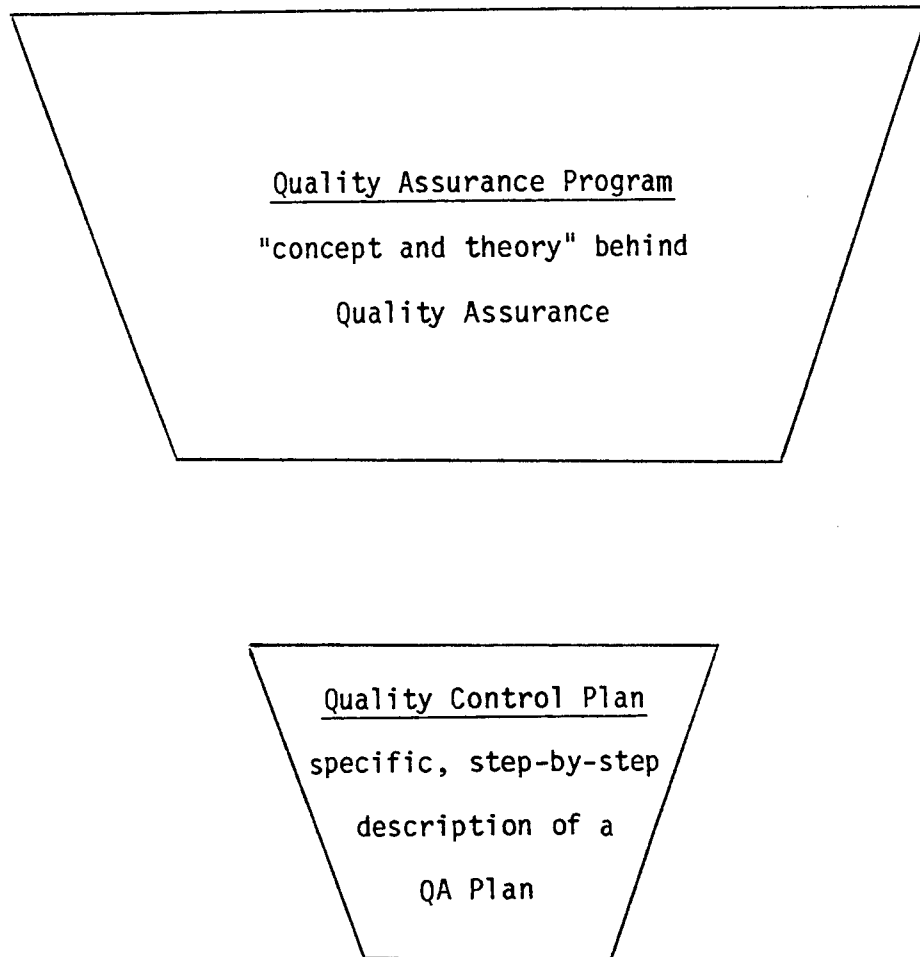 Quality Assurance Program
"concept and theory" behind
Quality Assurance
Quality Control Plan
specific, step-by-step
description of a
QA Plan